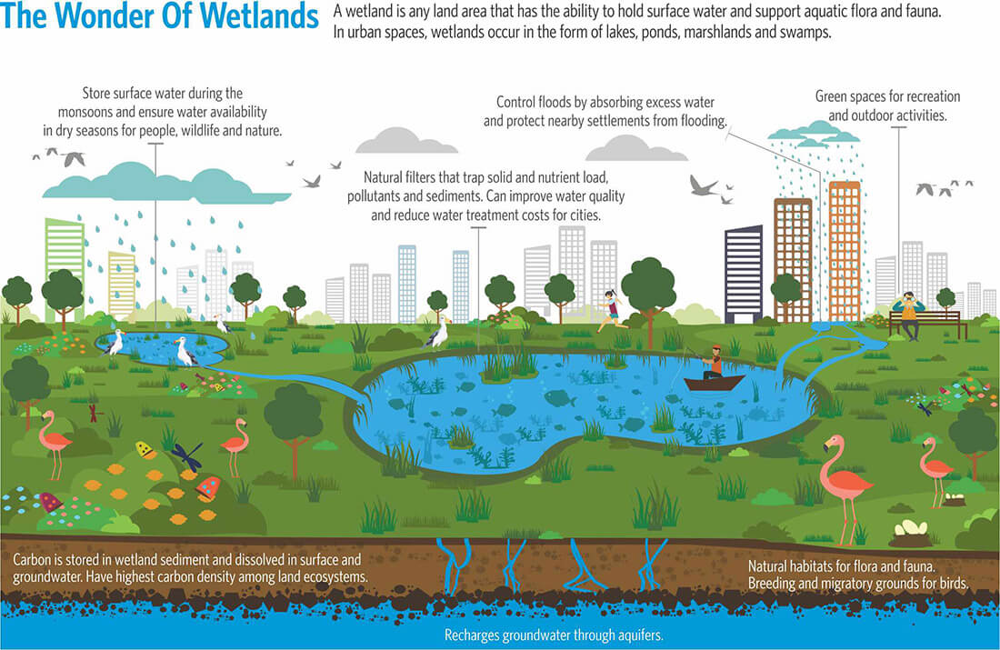 The Wonder Of Wetlands
A wetland is any land area that has the ability to hold surface water and support aquatic flora and fauna.
In urban spaces, wetlands occur in the form of lakes, ponds, marshlands and swamps.
Store surface water during the
monsoons and ensure water availability
in dry seasons for people, wildlife and nature.
Natural filters that trap solid and nutrient load,
pollutants and sediments. Can improve water quality
and reduce water treatment costs for cities.
Control floods by absorbing excess water
and protect nearby settlements from flooding.
Green spaces for recreation
and outdoor activities.
Carbon is stored in wetland sediment and dissolved in surface and
groundwater. Have highest carbon density among land ecosystems.
Natural habitats for flora and fauna.
Breeding and migratory grounds for birds.
Recharges groundwater through aquifers.